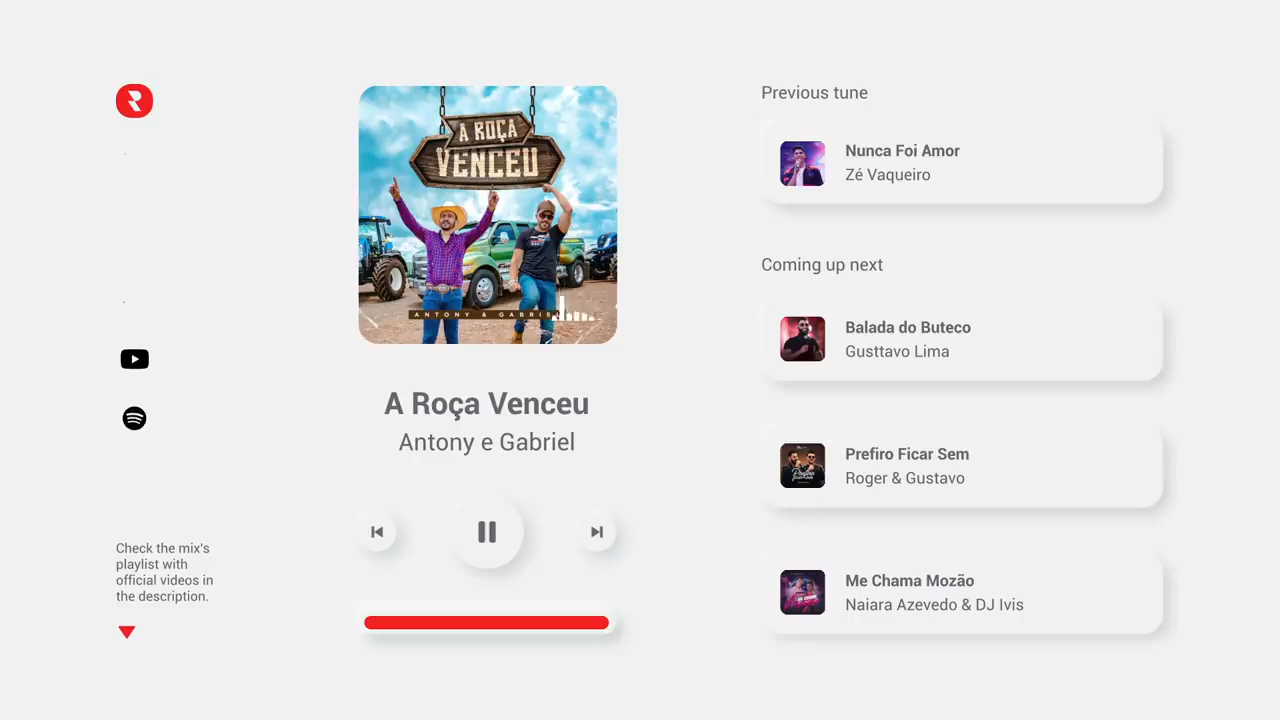 A ROÇA
VENCEU
ANTONY & GABRIEL
A Roça Venceu
Antony e Gabriel
Check the mix's
playlist with
official videos in
the description.
Previous tune
Nunca Foi Amor
Zé Vaqueiro
Coming up next
Balada do Buteco
Gusttavo Lima
Prefiro Ficar Sem
Roger & Gustavo
Me Chama Mozão
Naiara Azevedo & DJ Ivis